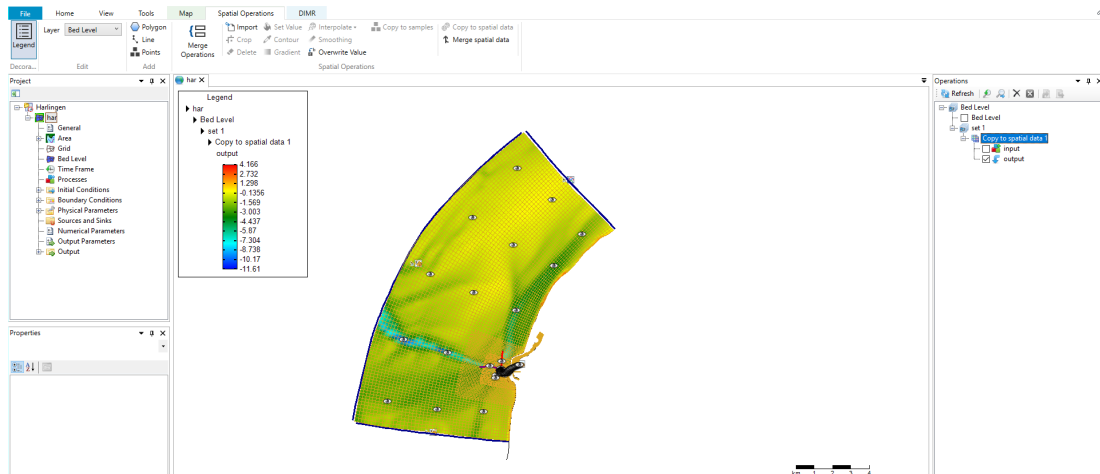 File Home View Tools Map Spatial Operations DIMR
Legend
Layer Bed Level
Polygon
Line
Points
Merge Operations
Import Set Value Interpolate Copy to samples Copy to spatial data
Crop Contour Smoothing Merge spatial data
Delete Gradient Overwrite Value
Decora... Edit Add Spatial Operations
Project
Harlingen
har
General
Area
Grid
Bed Level
Time Frame
Processes
Initial Conditions
Boundary Conditions
Physical Parameters
Sources and Sinks
Numerical Parameters
Output Parameters
Output
Properties
har
Legend
har
Bed Level
set 1
Copy to spatial data 1
output
4.166
2.732
1.298
-0.1356
-1.569
-3.003
-4.437
-5.87
-7.304
-8.738
-10.17
-11.61
km 1 2 3 4
Operations
Refresh
Bed Level
Bed Level
set 1
Copy to spatial data 1
input
output